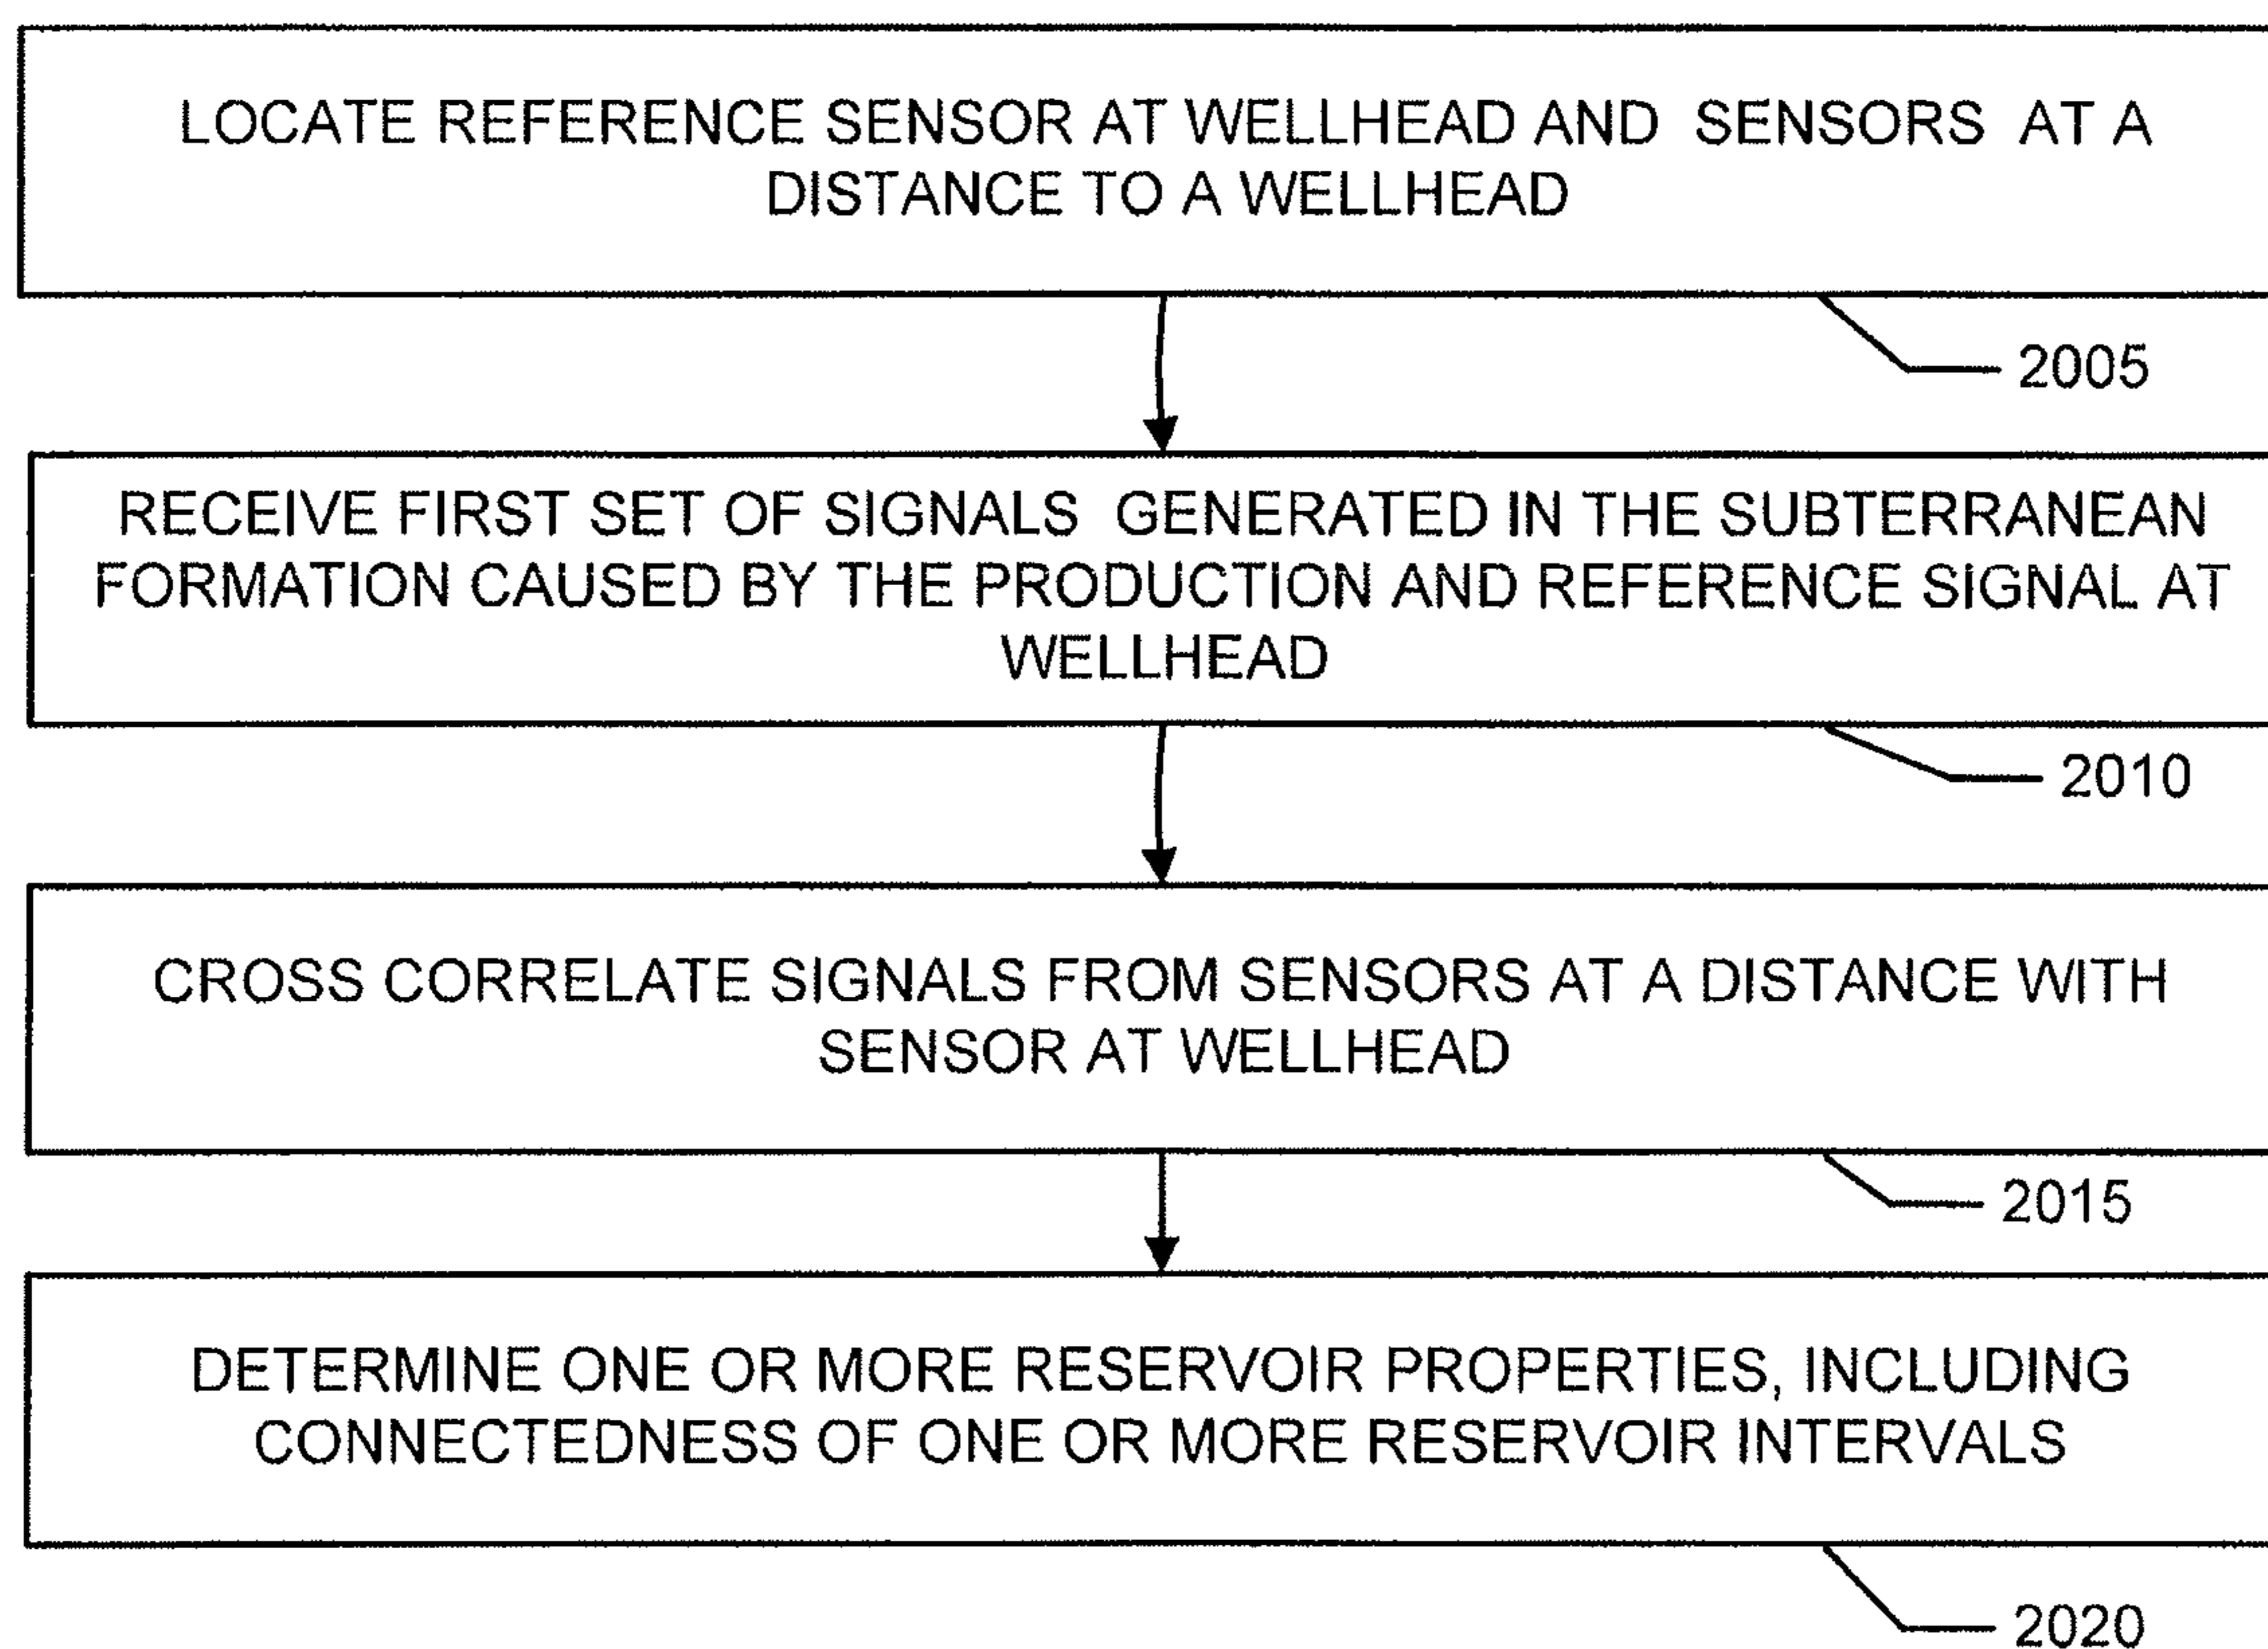 LOCATE REFERENCE SENSOR AT WELLHEAD AND SENSORS AT A
DISTANCE TO A WELLHEAD
2005
RECEIVE FIRST SET OF SIGNALS GENERATED IN THE SUBTERRANEAN
FORMATION CAUSED BY THE PRODUCTION AND REFERENCE SIGNAL AT
WELLHEAD
2010
CROSS CORRELATE SIGNALS FROM SENSORS AT A DISTANCE WITH
SENSOR AT WELLHEAD
2015
DETERMINE ONE OR MORE RESERVOIR PROPERTIES, INCLUDING
CONNECTEDNESS OF ONE OR MORE RESERVOIR INTERVALS
2020